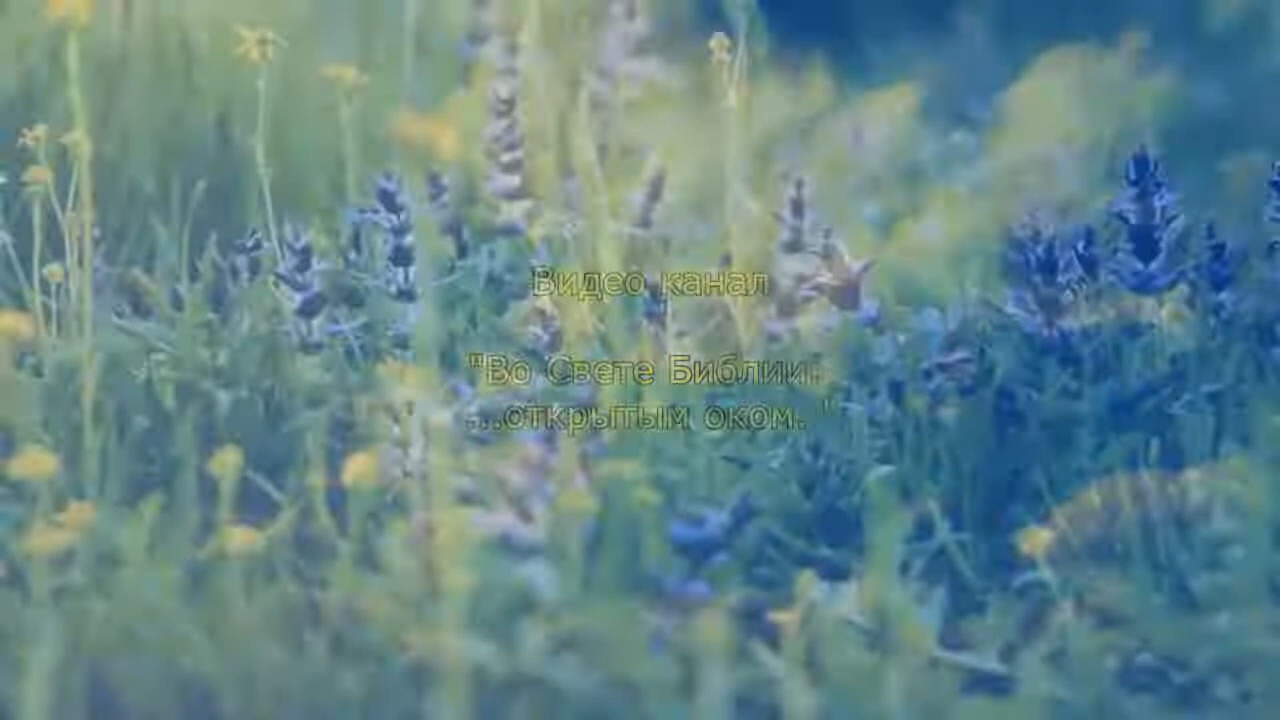 Видео канал
"Во Свете Библии:
...открытым оком. "